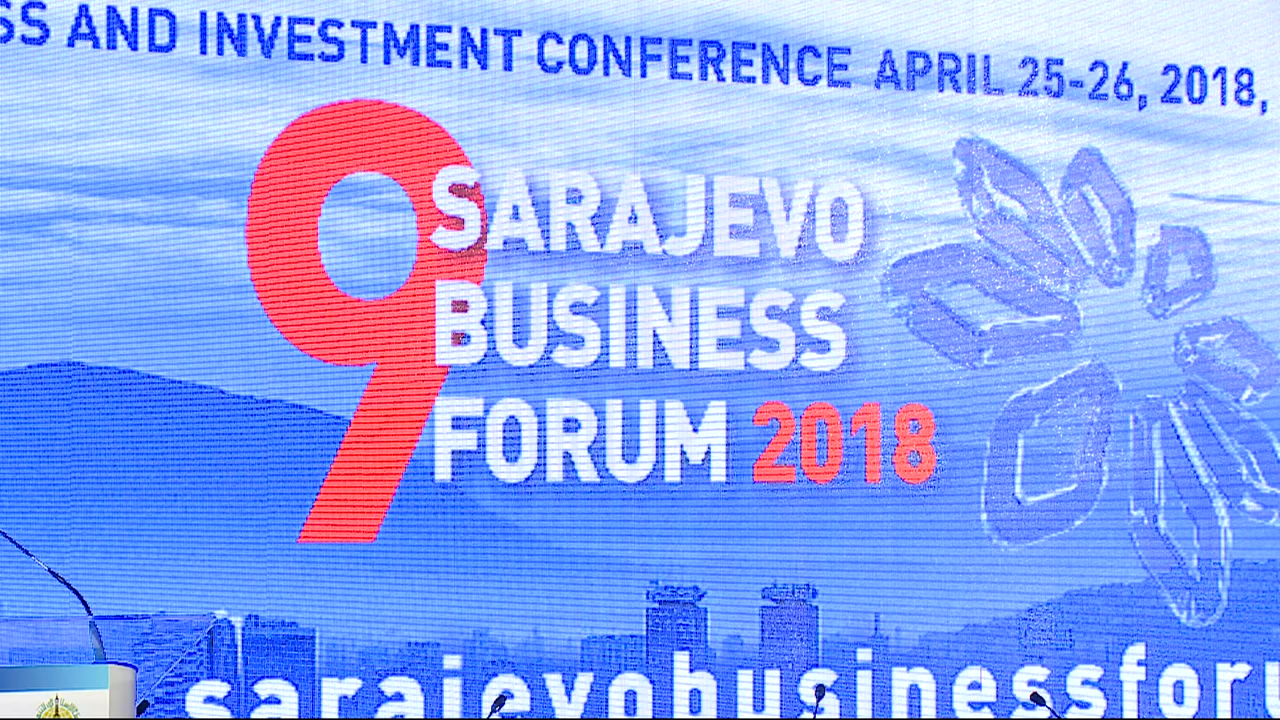 SS AND INVESTMENT CONFERENCE APRIL 25-26, 2018,
9
SARAJEVO
BUSINESS
FORUM 2018
sarajevobusinessforu